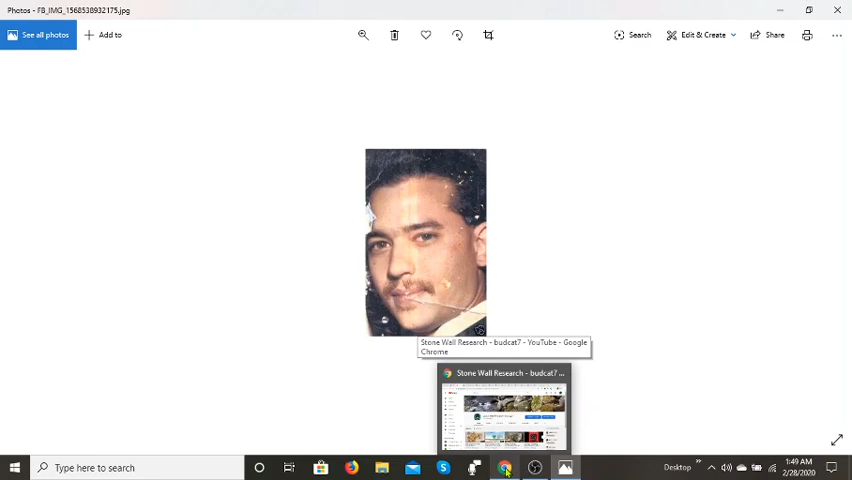 Photos - FB_IMG_1568538932175.jpg
See all photos
Add to
Search
Edit & Create
Share
Stone Wall Research - budcat7 - YouTube - Google
Chrome
Stone Wall Research - budcat7 ...
Type here to search
Desktop
1:49 AM
2/28/2020